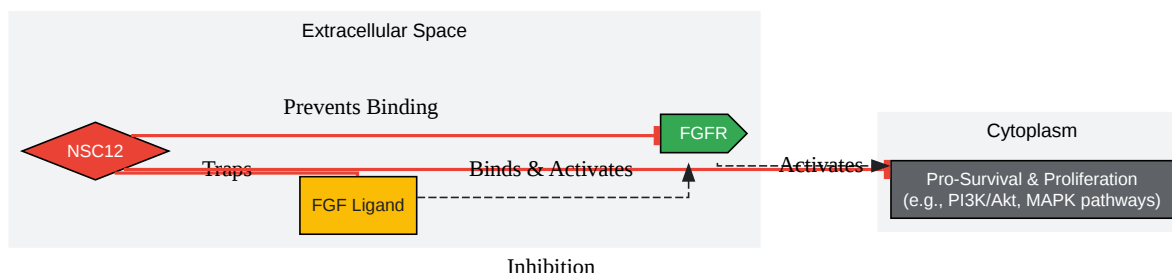 Extracellular Space
Prevents Binding
FGFR
Cytoplasm
NSC12
Traps
Binds & Activates
Activates
Pro-Survival & Proliferation
(e.g., PI3K/Akt, MAPK pathways)
FGF Ligand
Inhibition